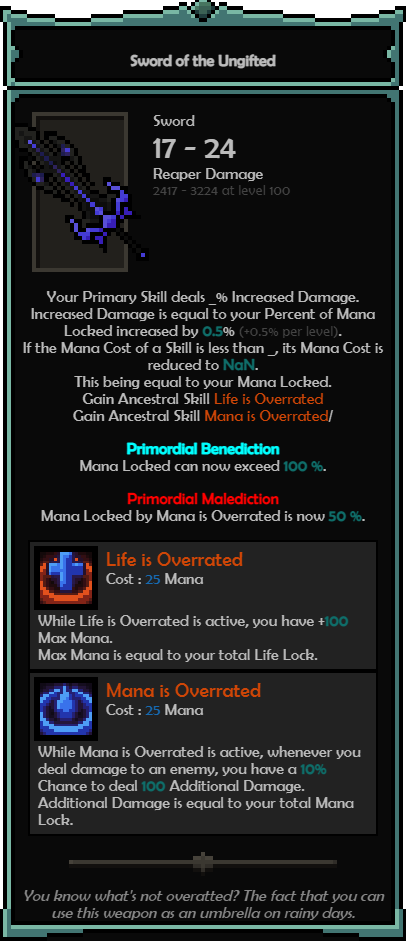 Sword of the Ungifted
Sword
17 - 24
Reaper Damage
2417 - 3224 at level 100
Your Primary Skill deals _% Increased Damage.
Increased Damage is equal to your Percent of Mana
Locked increased by 0.5% (+0.5% per level).
If the Mana Cost of a Skill is less than _, its Mana Cost is
reduced to NaN.
This being equal to your Mana Locked.
Gain Ancestral Skill Life is Overrated
Gain Ancestral Skill Mana is Overrated/
Primordial Benediction
Mana Locked can now exceed 100 %.
Primordial Malediction
Mana Locked by Mana is Overrated is now 50 %.
Life is Overrated
Cost : 25 Mana
While Life is Overrated is active, you have +100
Max Mana.
Max Mana is equal to your total Life Lock.
Mana is Overrated
Cost : 25 Mana
While Mana is Overrated is active, whenever you
deal damage to an enemy, you have a 10%
Chance to deal 100 Additional Damage.
Additional Damage is equal to your total Mana
Lock.
You know what's not overatted? The fact that you can
use this weapon as an umbrella on rainy days.